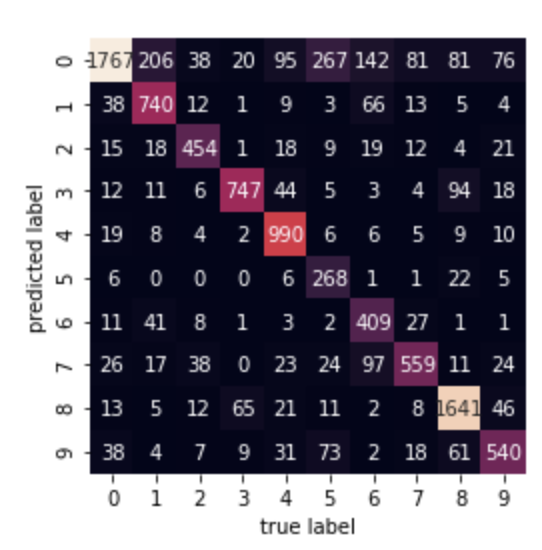 predicted label
0 1767 206 38 20 95 267 142 81 81 76
1 38 740 12 1 9 3 66 13 5 4
2 15 18 454 1 18 9 19 12 4 21
3 12 11 6 747 44 5 3 4 94 18
4 19 8 4 2 990 6 6 5 9 10
5 6 0 0 0 6 268 1 1 22 5
6 11 41 8 1 3 2 409 27 1 1
7 26 17 38 0 23 24 97 559 11 24
8 13 5 12 65 21 11 2 8 1641 46
9 38 4 7 9 31 73 2 18 61 540
0 1 2 3 4 5 6 7 8 9
true label